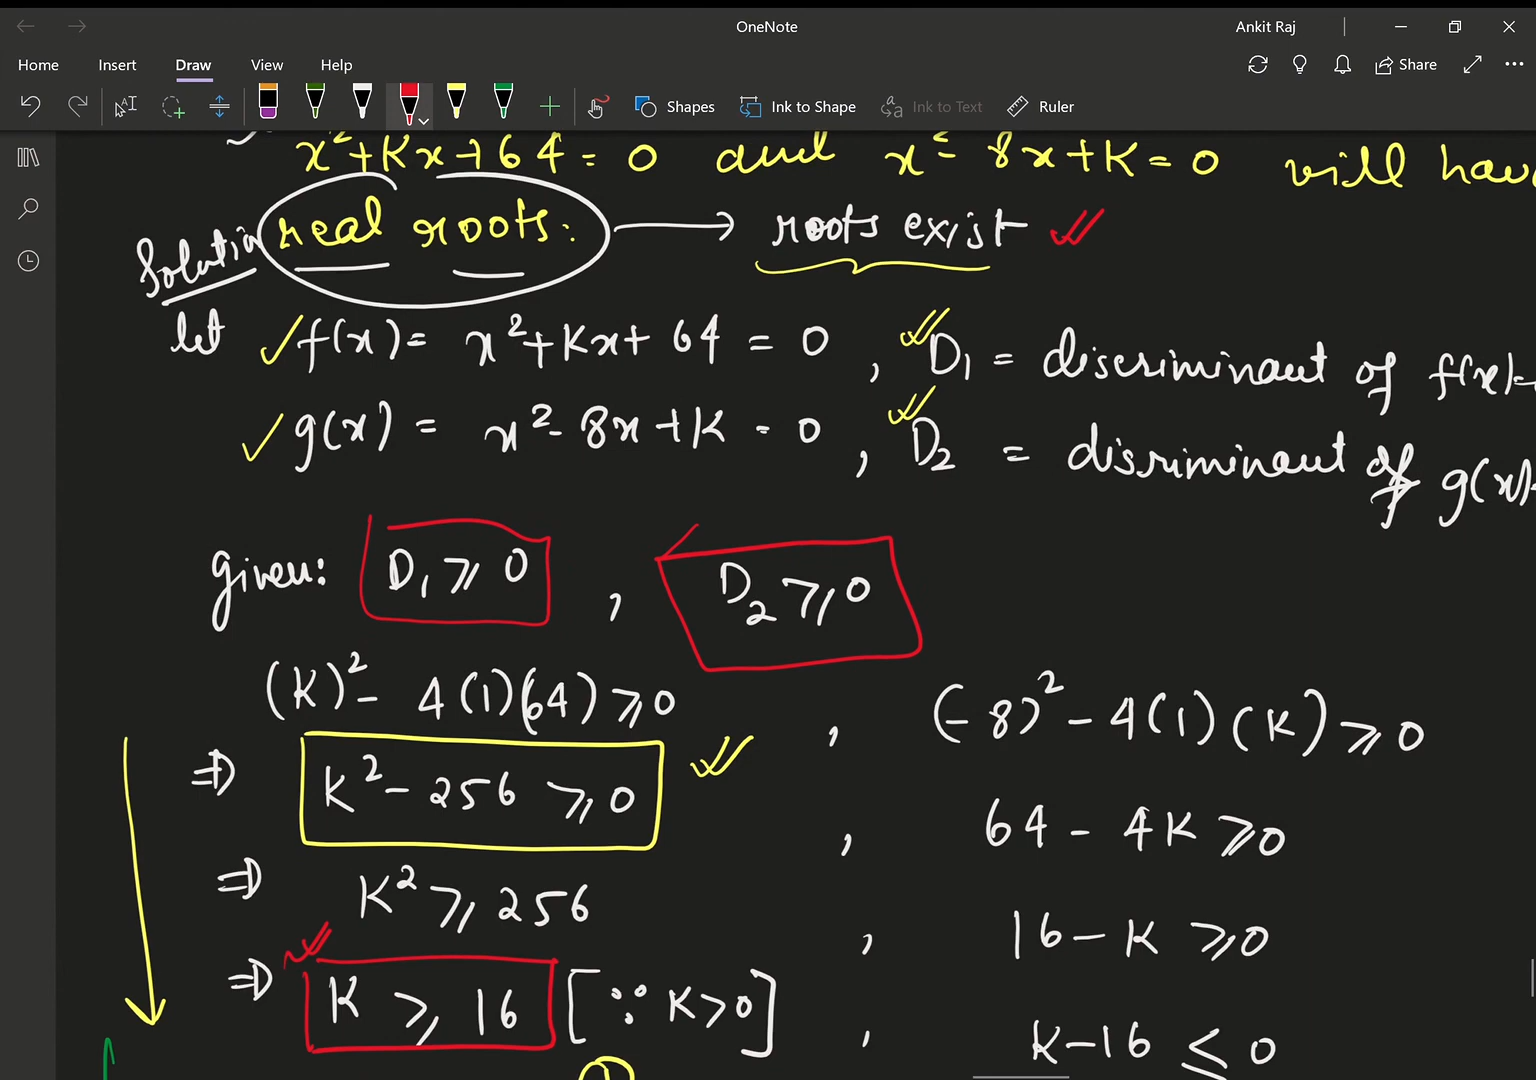 OneNote
Ankit Raj
Home Insert Draw View Help
Share
Shapes Ink to Shape Ink to Text Ruler
x²+Kx+64 = 0 and x²- 8x+K=0 will have
real roots: → roots exist
Solution
let f(x)= x²+Kx+ 64 = 0 , D₁ = discriminant of f(x)=
g(x) = x²- 8x+K = 0 , D₂ = disriminant of g(x)=
given: D₁ ⩾ 0 , D₂ ⩾ 0
(K)²- 4(1)(64) ⩾ 0 , (-8)² - 4(1)(K) ⩾ 0
⇒ K²- 256 ⩾ 0 , 64 - 4K ⩾ 0
⇒ K² ⩾ 256 , 16 - K ⩾ 0
⇒ K ⩾ 16 [∵ K>0] , K-16 ≤ 0